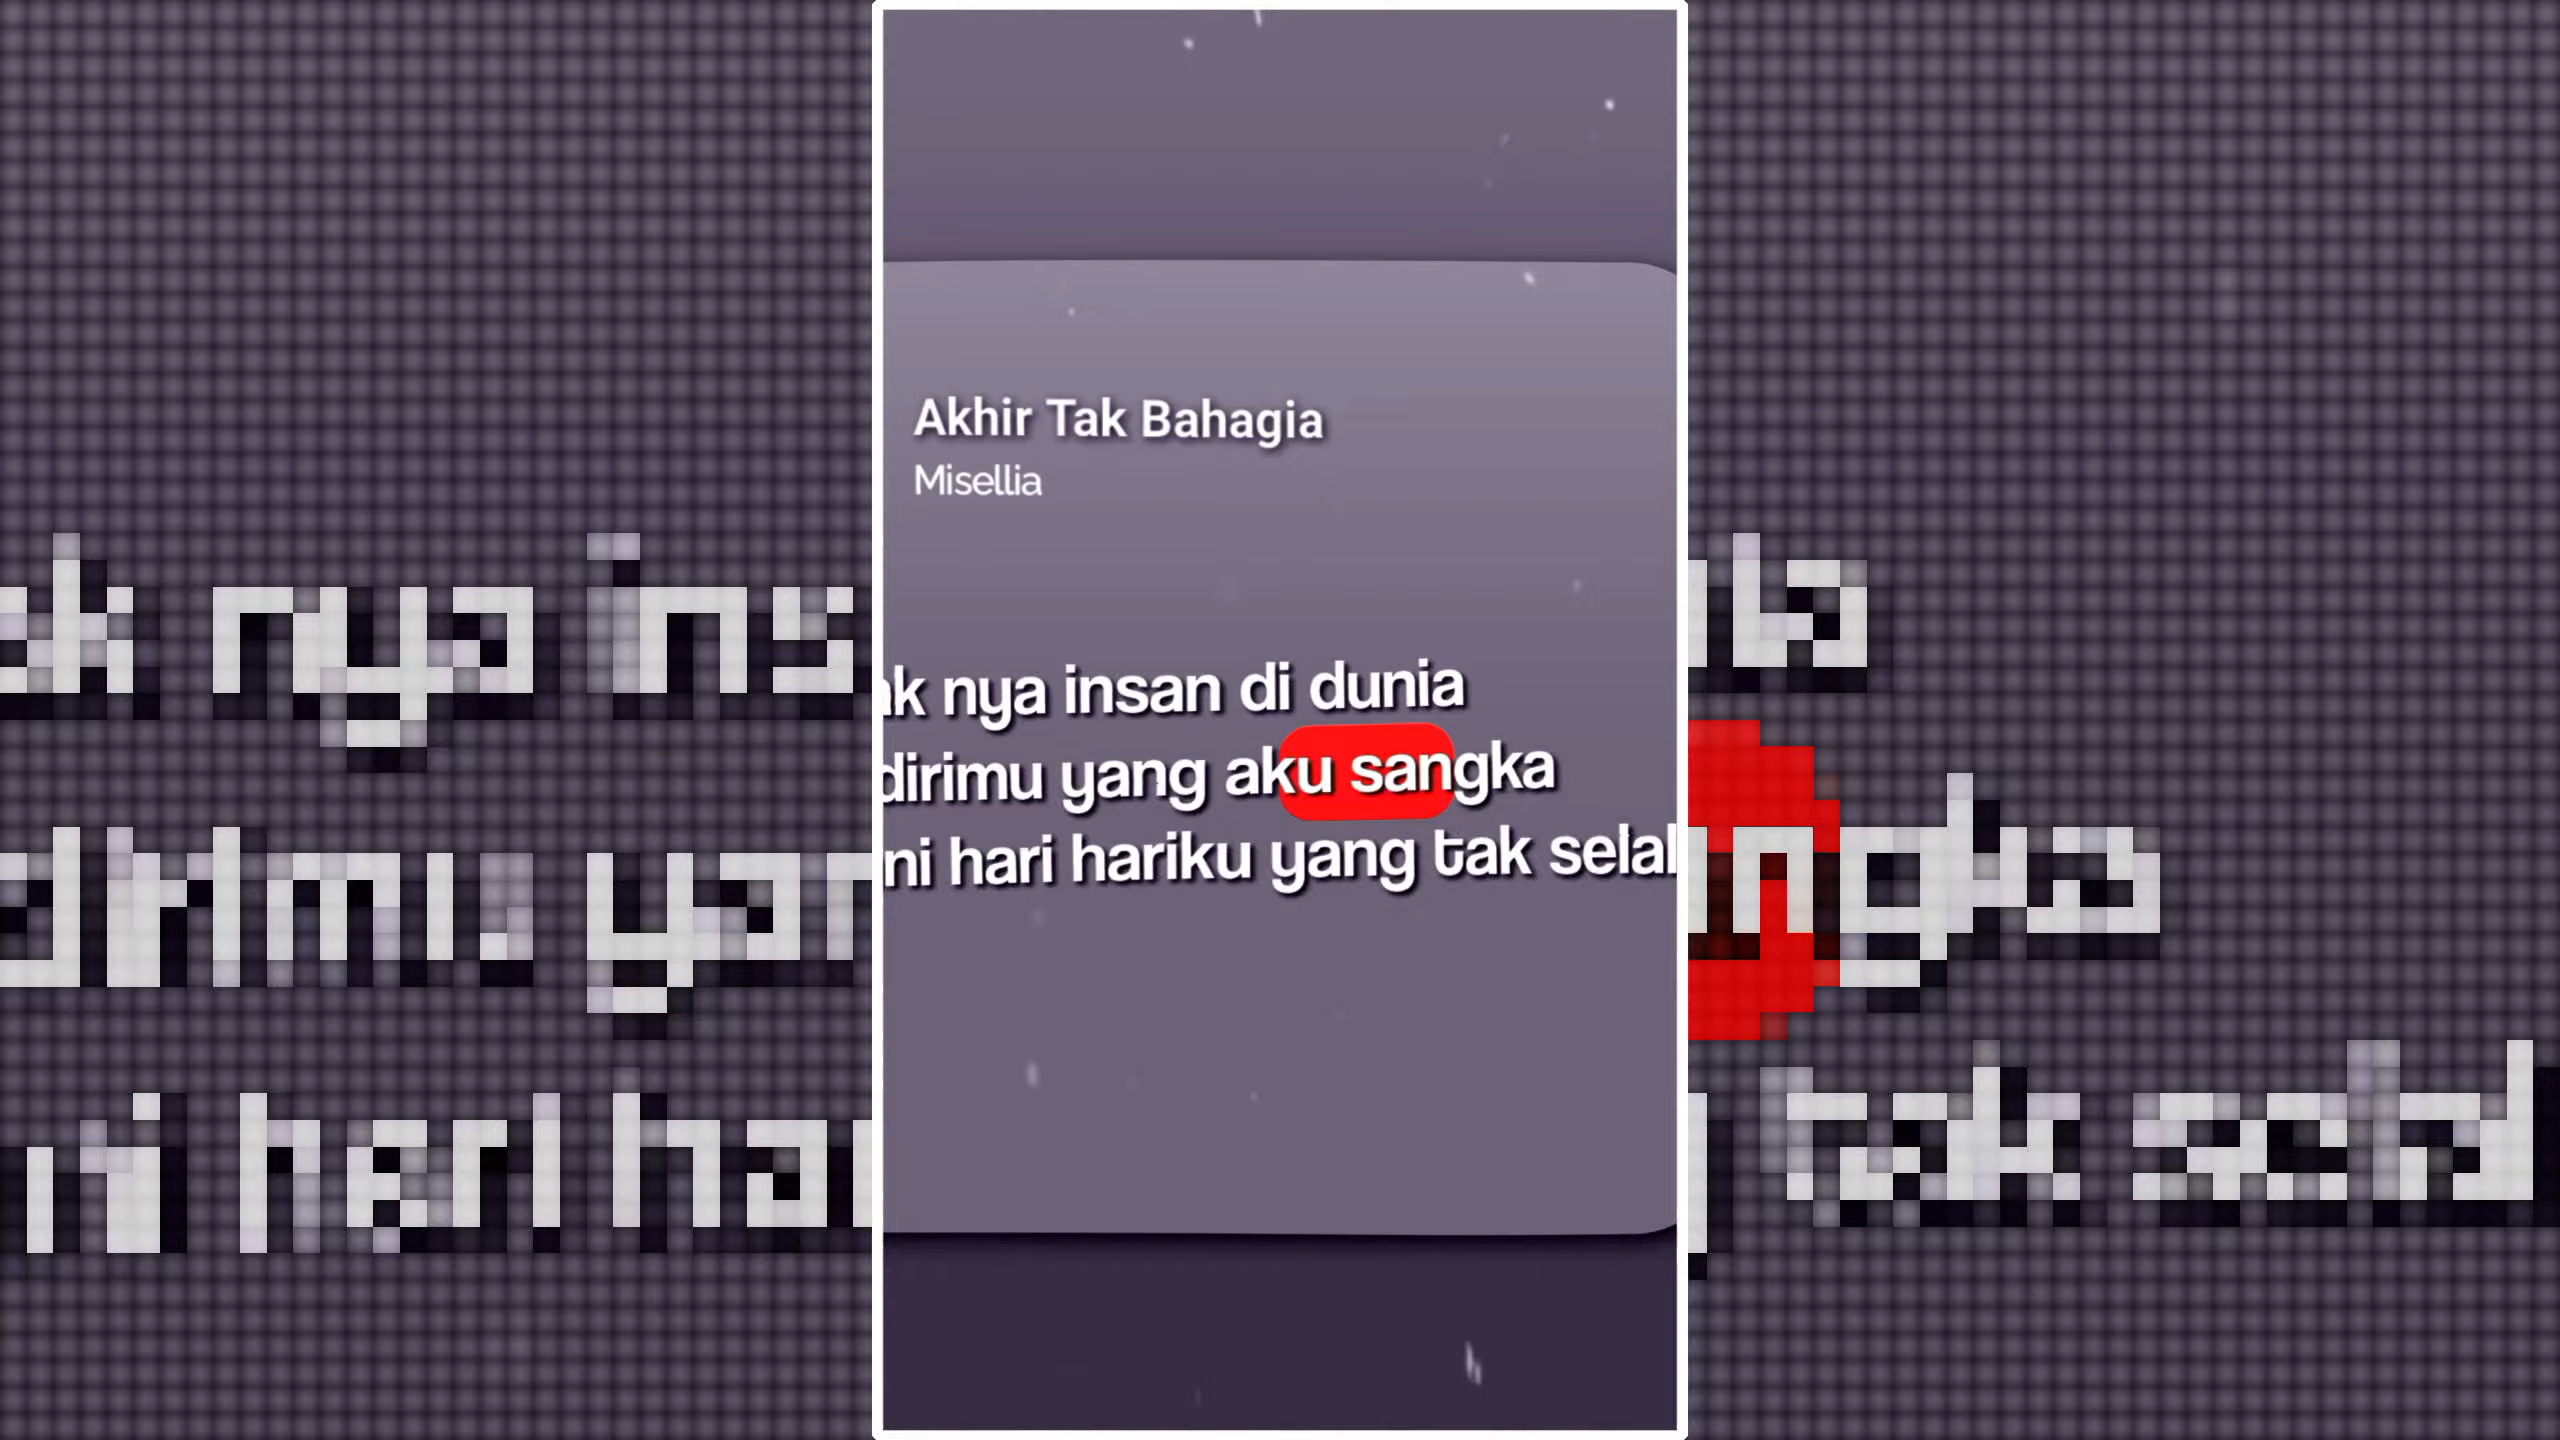 Akhir Tak Bahagia
Misellia
nya insan di dunia
dirimu yang aku sangka
hari hariku yang tak